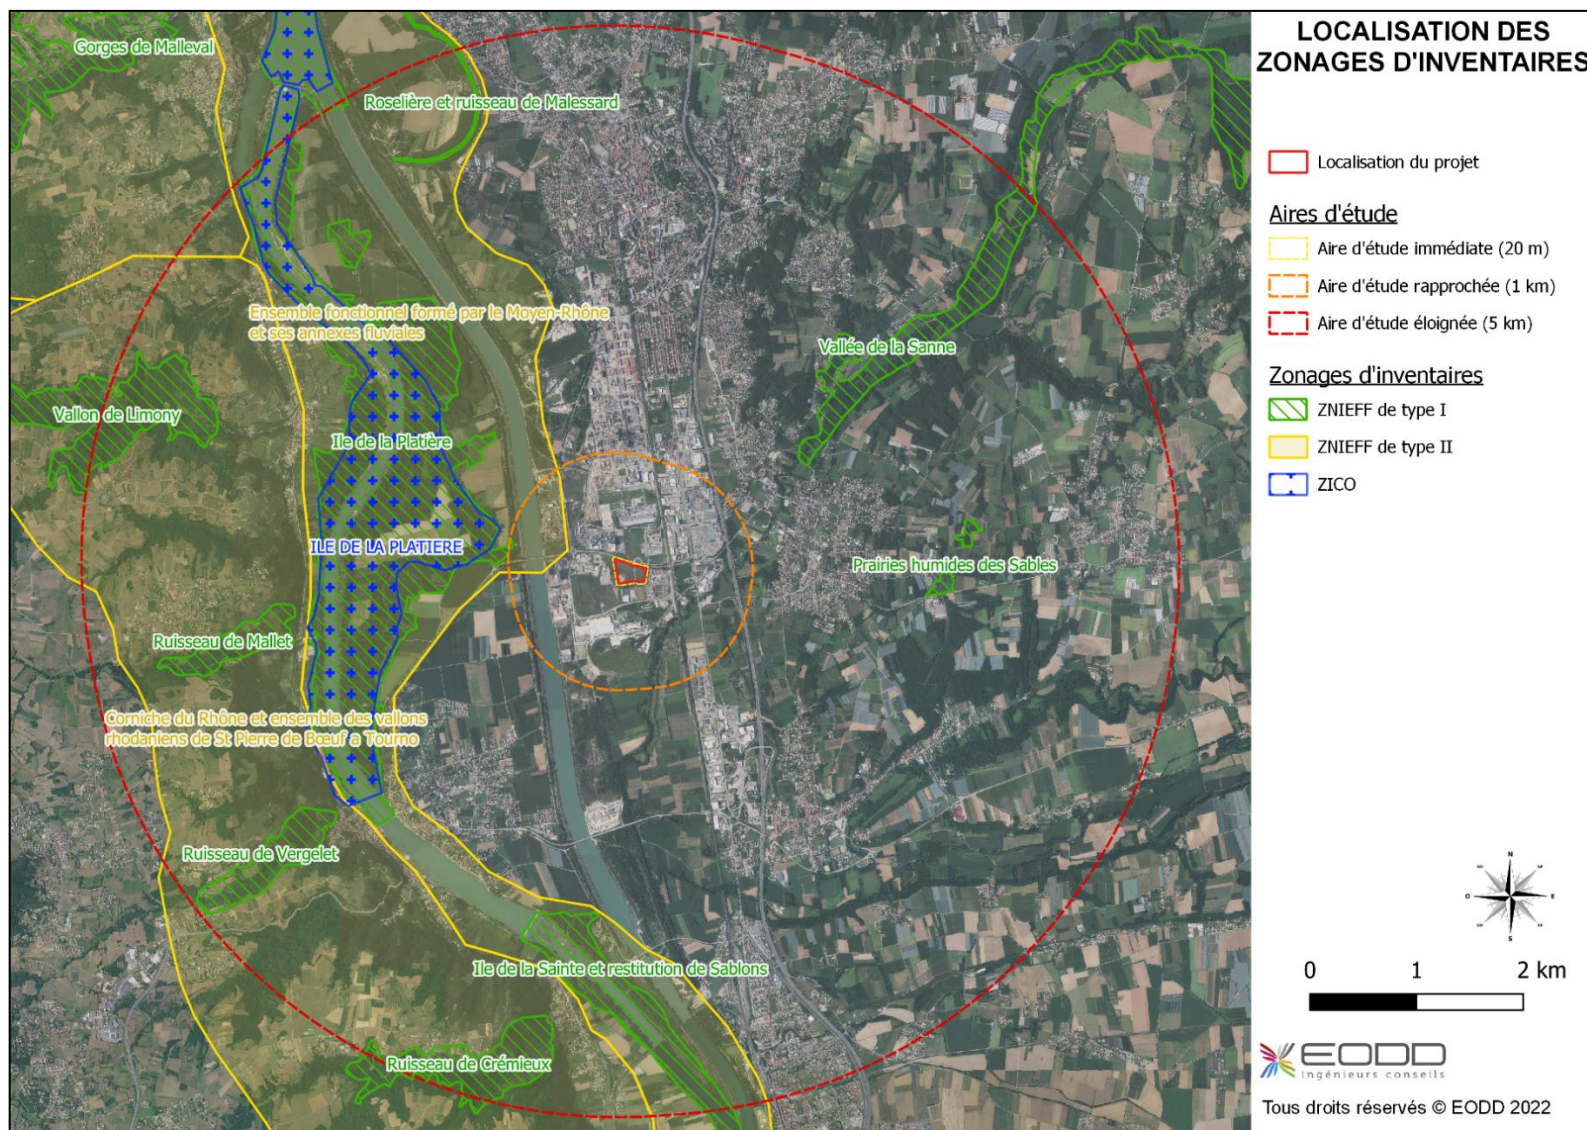 Gorges de Malleval
Roselière et ruisseau de Malessard
Ensemble fonctionnel formé par le Moyen-Rhône
et ses annexes fluviales
Vallée de la Sanne
Vallon de Limony
Ile de la Platière
ILE DE LA PLATIERE
Prairies humides des Sables
Ruisseau de Mallet
Corniche du Rhône et ensemble des vallons
rhodaniens de St Pierre de Bœuf à Tourno
Ruisseau de Vergelet
Ile de la Sainte et restitution de Sablons
Ruisseau de Crémieux
LOCALISATION DES
ZONAGES D'INVENTAIRES
Localisation du projet
Aires d'étude
Aire d'étude immédiate (20 m)
Aire d'étude rapprochée (1 km)
Aire d'étude éloignée (5 km)
Zonages d'inventaires
ZNIEFF de type I
ZNIEFF de type II
ZICO
N
O
E
S
0 1 2 km
EODD
ingénieurs conseils
Tous droits réservés © EODD 2022